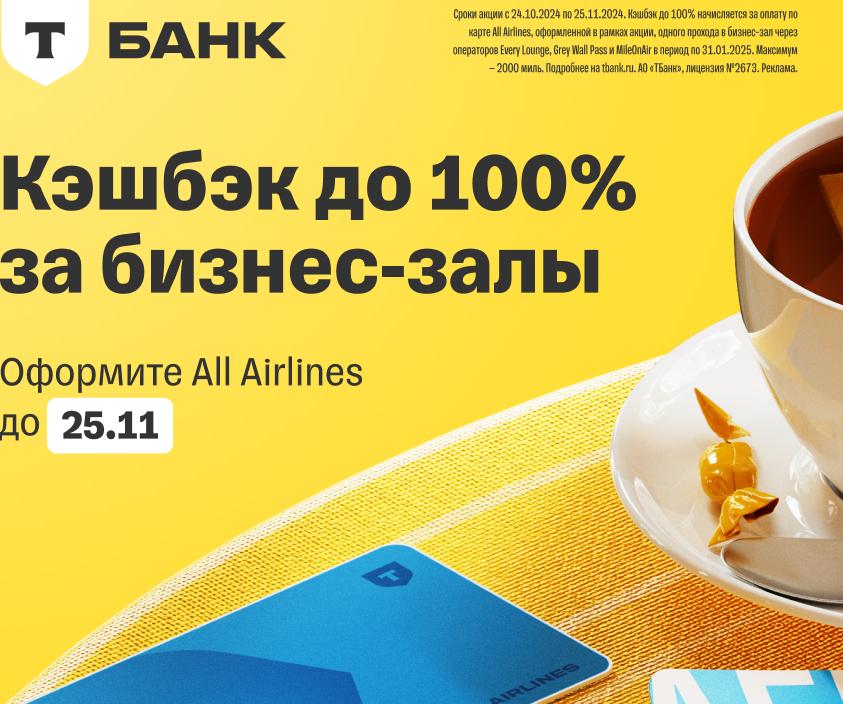 Т БАНК
Сроки акции с 24.10.2024 по 25.11.2024. Кэшбэк до 100% начисляется за оплату по
карте All Airlines, оформленной в рамках акции, одного прохода в бизнес-зал через
операторов Every Lounge, Grey Wall Pass и MileOnAir в период по 31.01.2025. Максимум
– 2000 миль. Подробнее на tbank.ru. АО «ТБанк», лицензия №2673. Реклама.
Кэшбэк до 100%
за бизнес-залы
Оформите All Airlines
до 25.11
Т
AIRLINES